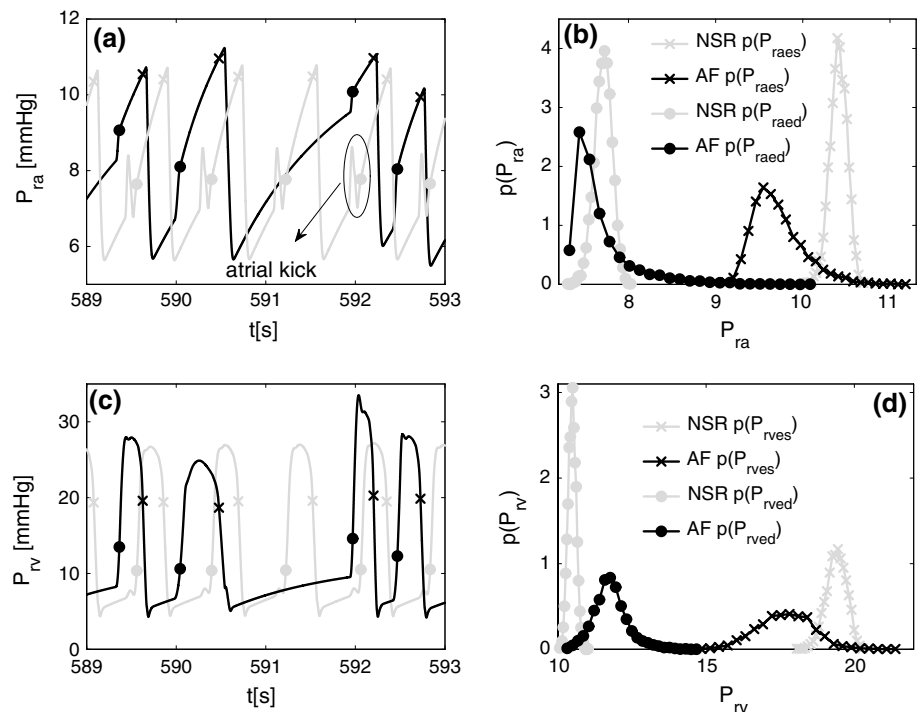 (a)
P_ra [mmHg]
12
10
8
6
589
590
591
592
593
t[s]
atrial kick
(b)
p(P_ra)
4
3
2
1
0
8
9
10
11
P_ra
NSR p(P_raes)
AF p(P_raes)
NSR p(P_raed)
AF p(P_raed)
(c)
P_rv [mmHg]
30
20
10
0
589
590
591
592
593
t[s]
(d)
p(P_rv)
3
2
1
0
10
15
20
P_rv
NSR p(P_rves)
AF p(P_rves)
NSR p(P_rved)
AF p(P_rved)